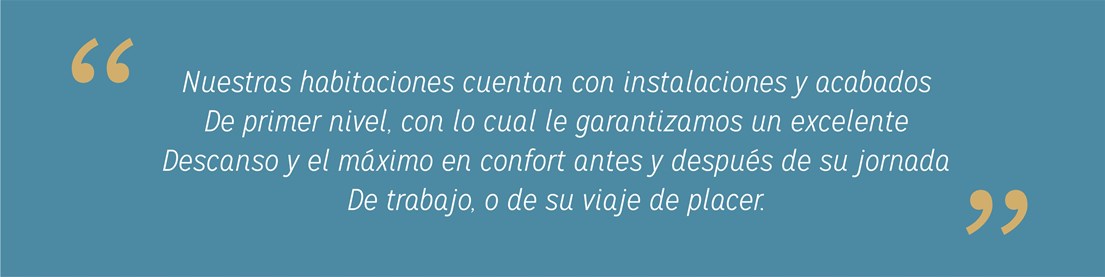 “
Nuestras habitaciones cuentan con instalaciones y acabados
De primer nivel, con lo cual le garantizamos un excelente
Descanso y el máximo en confort antes y después de su jornada
De trabajo, o de su viaje de placer.
”